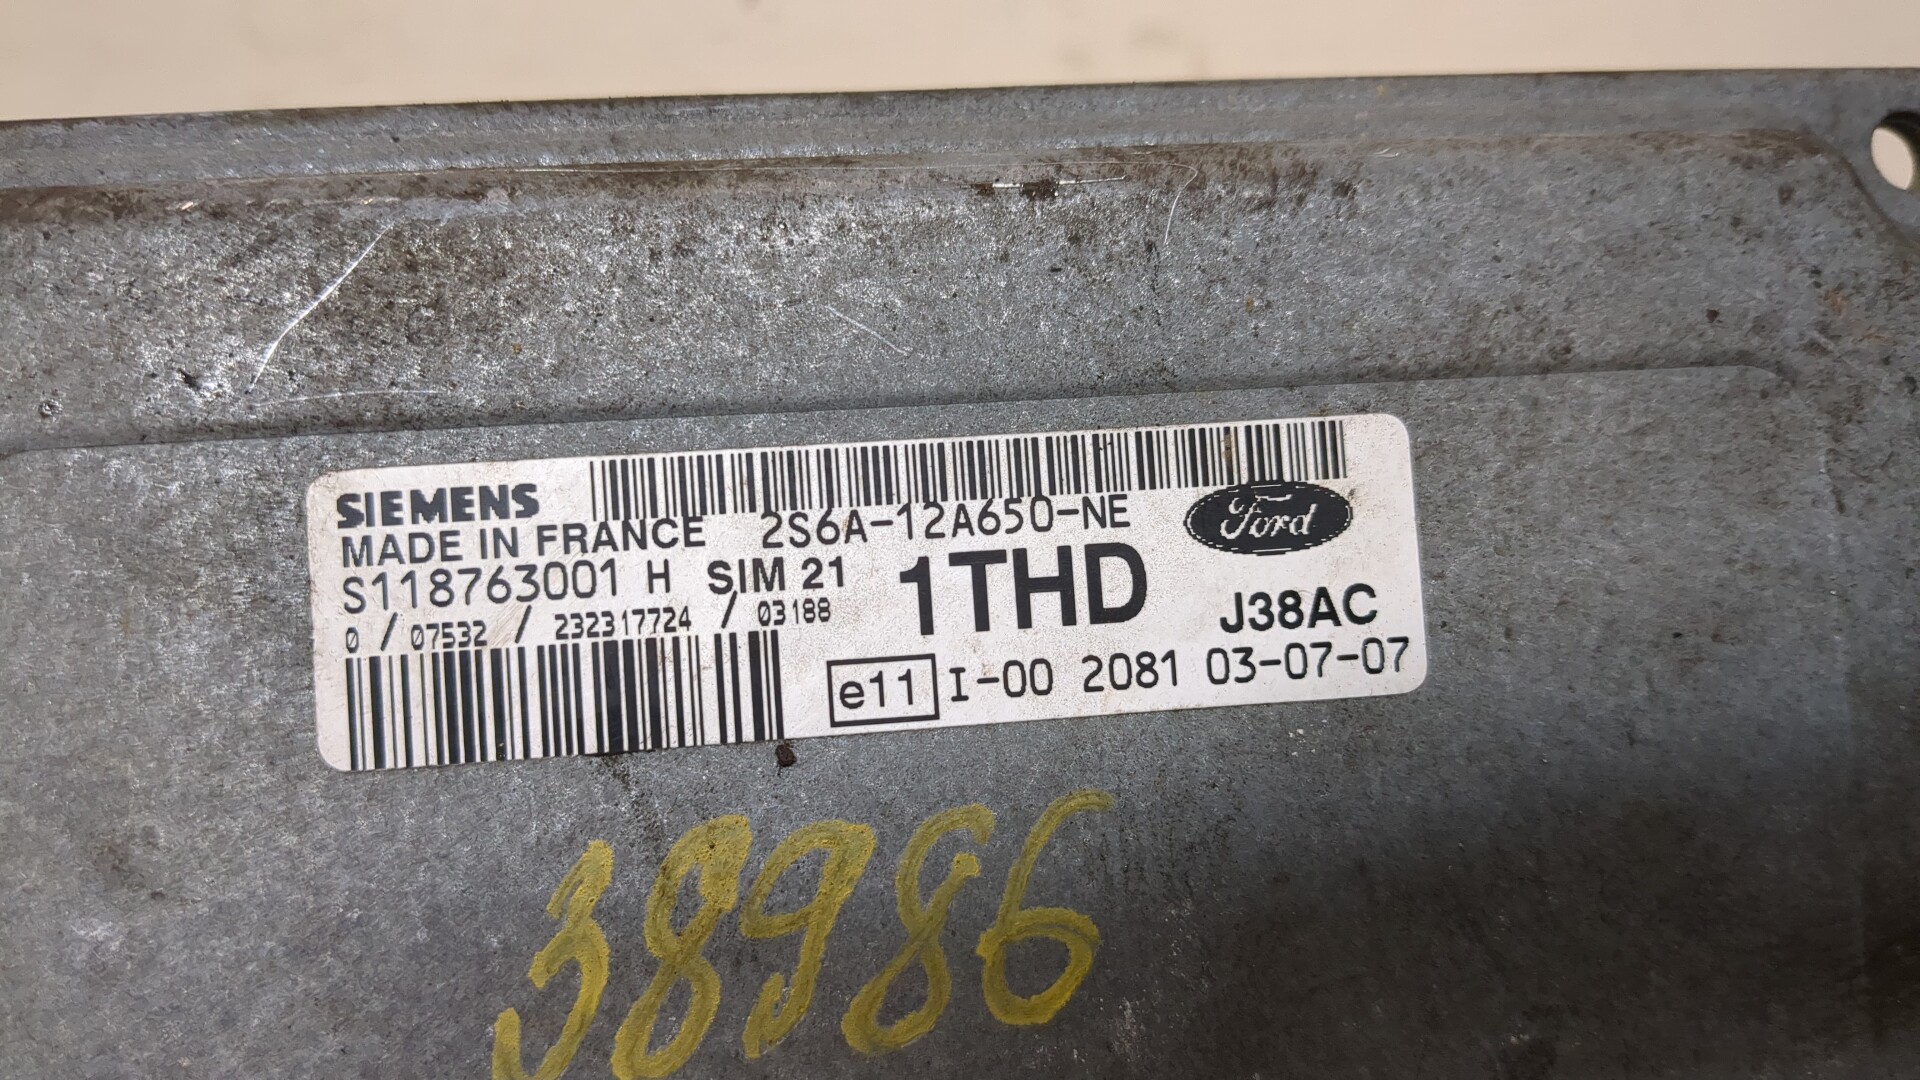 SIEMENS
MADE IN FRANCE 2S6A-12A650-NE Ford
S118763001 H SIM 21 1THD J38AC
0 / 07532 / 232317724 / 03188
e11 I-00 2081 03-07-07
38986